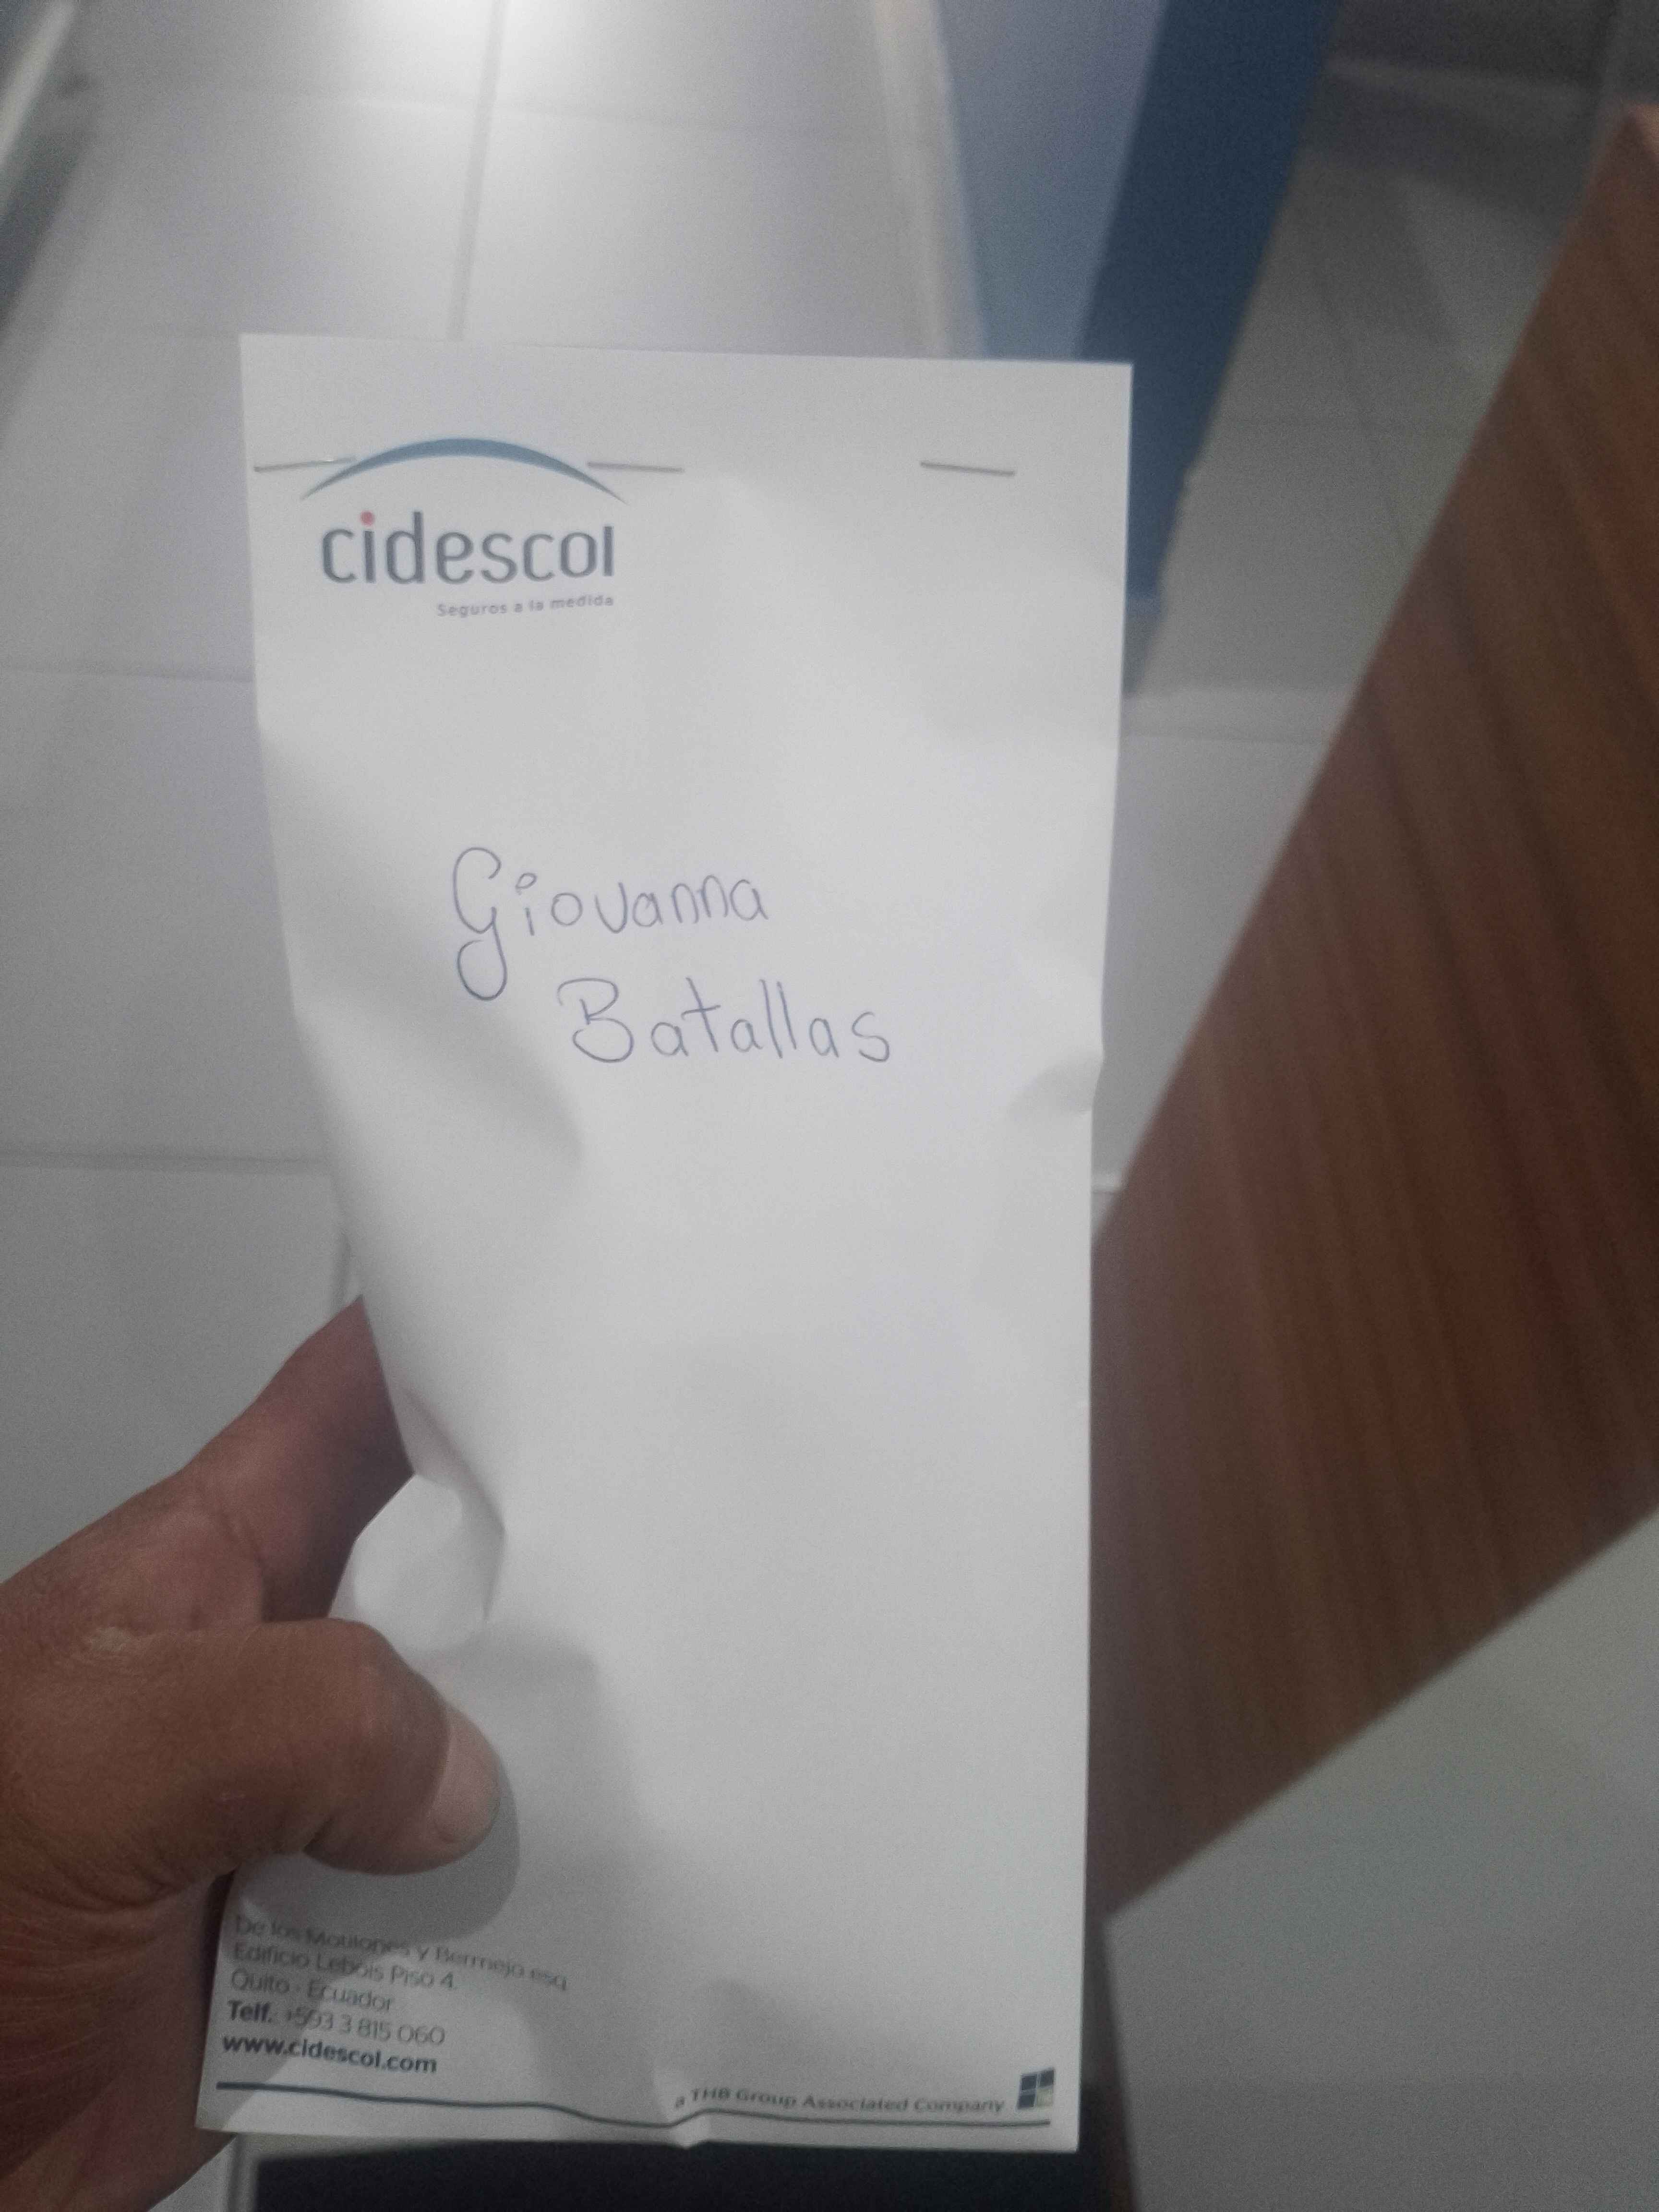 cidescol
Seguros a la medida
Giovanna
Batallas
De los Motilones y Bermejo esq.
Edificio Lebois Piso 4.
Quito - Ecuador
Telf.: +593 3 815 060
www.cidescol.com
a THB Group Associated Company